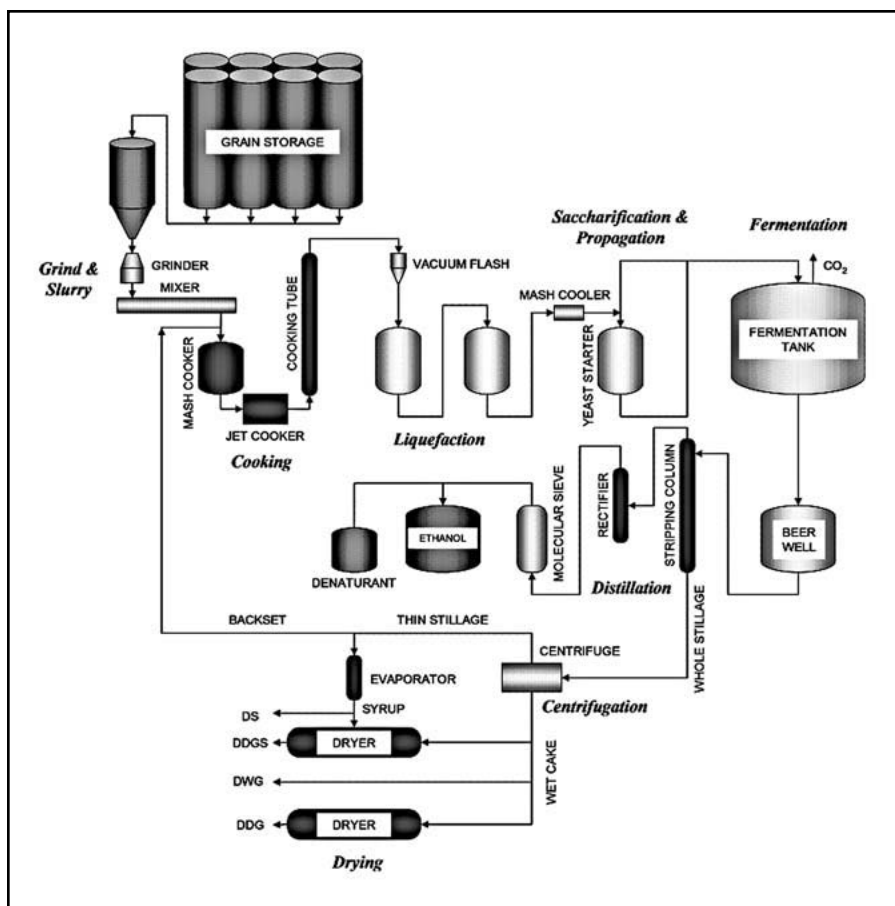 GRAIN STORAGE
Saccharification &
Propagation
Fermentation
CO2
Grind &
Slurry
GRINDER
MIXER
COOKING TUBE
VACUUM FLASH
MASH COOLER
FERMENTATION
TANK
MASH COOKER
YEAST STARTER
JET COOKER
Cooking
Liquefaction
MOLECULAR SIEVE
RECTIFIER
STRIPPING COLUMN
BEER
WELL
ETHANOL
DENATURANT
Distillation
BACKSET
THIN STILLAGE
WHOLE STILLAGE
CENTRIFUGE
EVAPORATOR
Centrifugation
SYRUP
DS
DDGS
DRYER
WET CAKE
DWG
DDG
DRYER
Drying